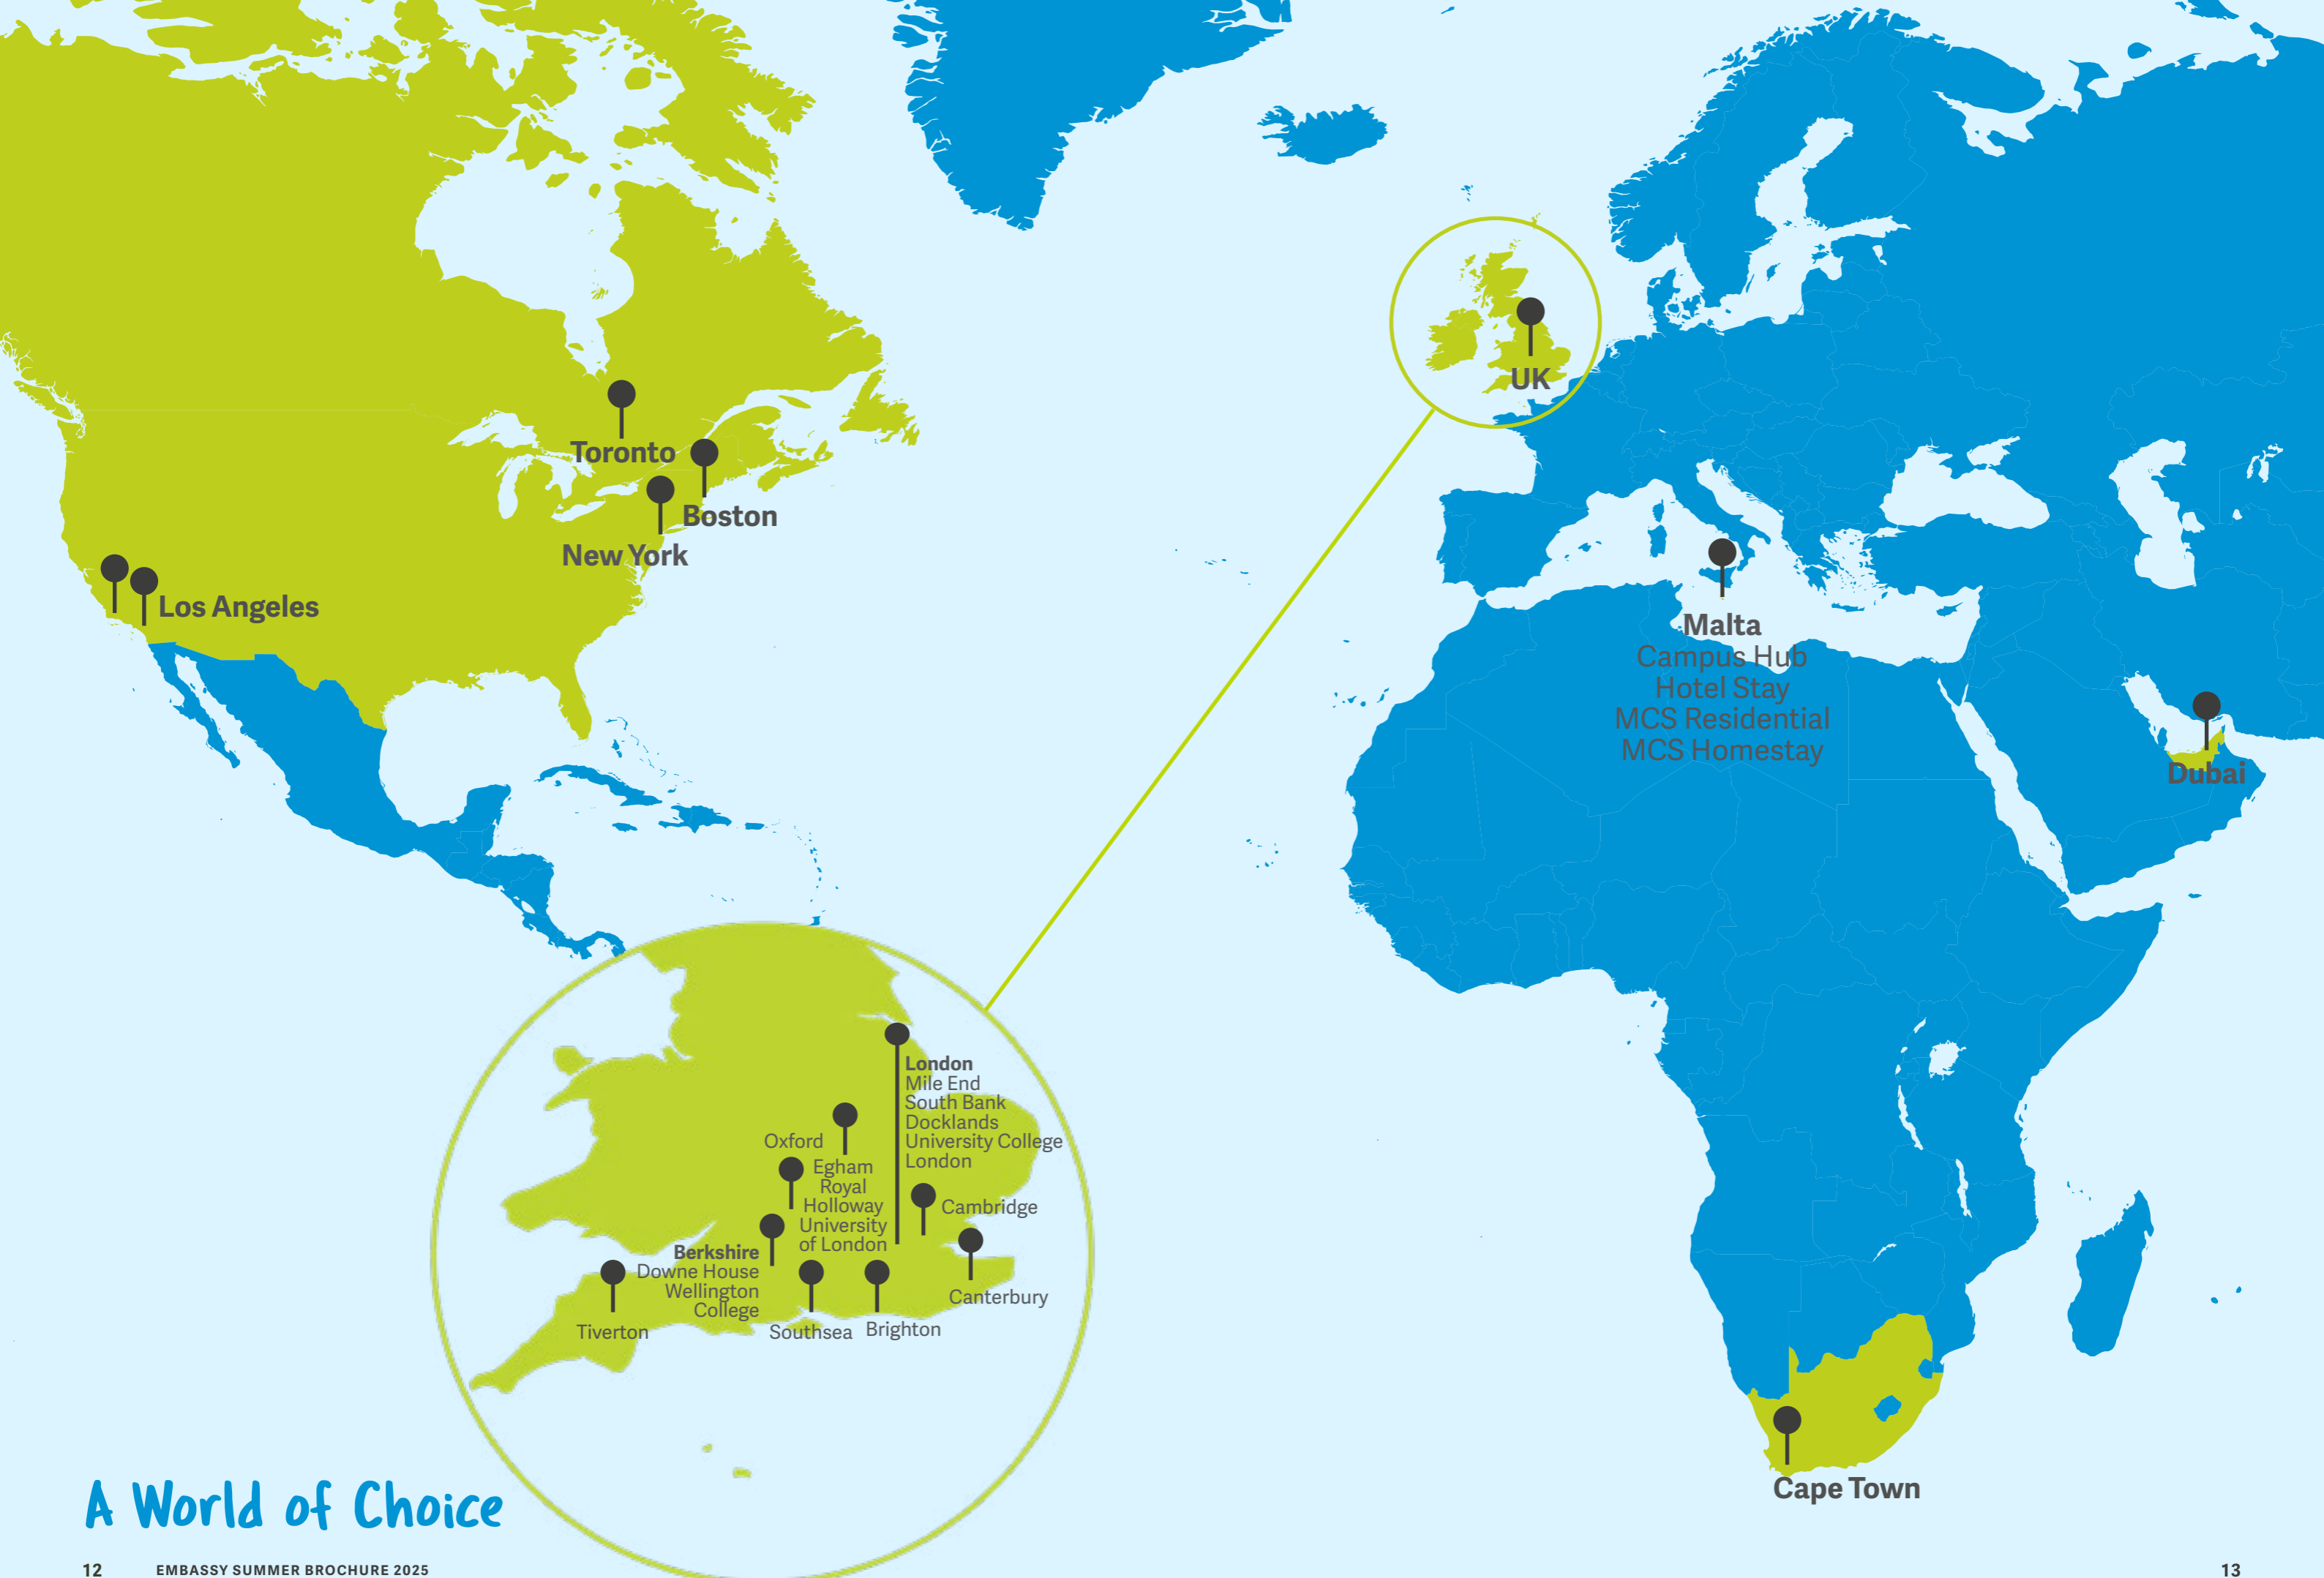 UK
Toronto
Boston
New York
Los Angeles
Malta
Campus Hub
Hotel Stay
MCS Residential
MCS Homestay
Dubai
London
Mile End
South Bank
Docklands
University College
London
Oxford
Egham
Royal
Holloway
University
of London
Cambridge
Berkshire
Downe House
Wellington
College
Canterbury
Tiverton
Southsea
Brighton
Cape Town
A World of Choice
12
EMBASSY SUMMER BROCHURE 2025
13